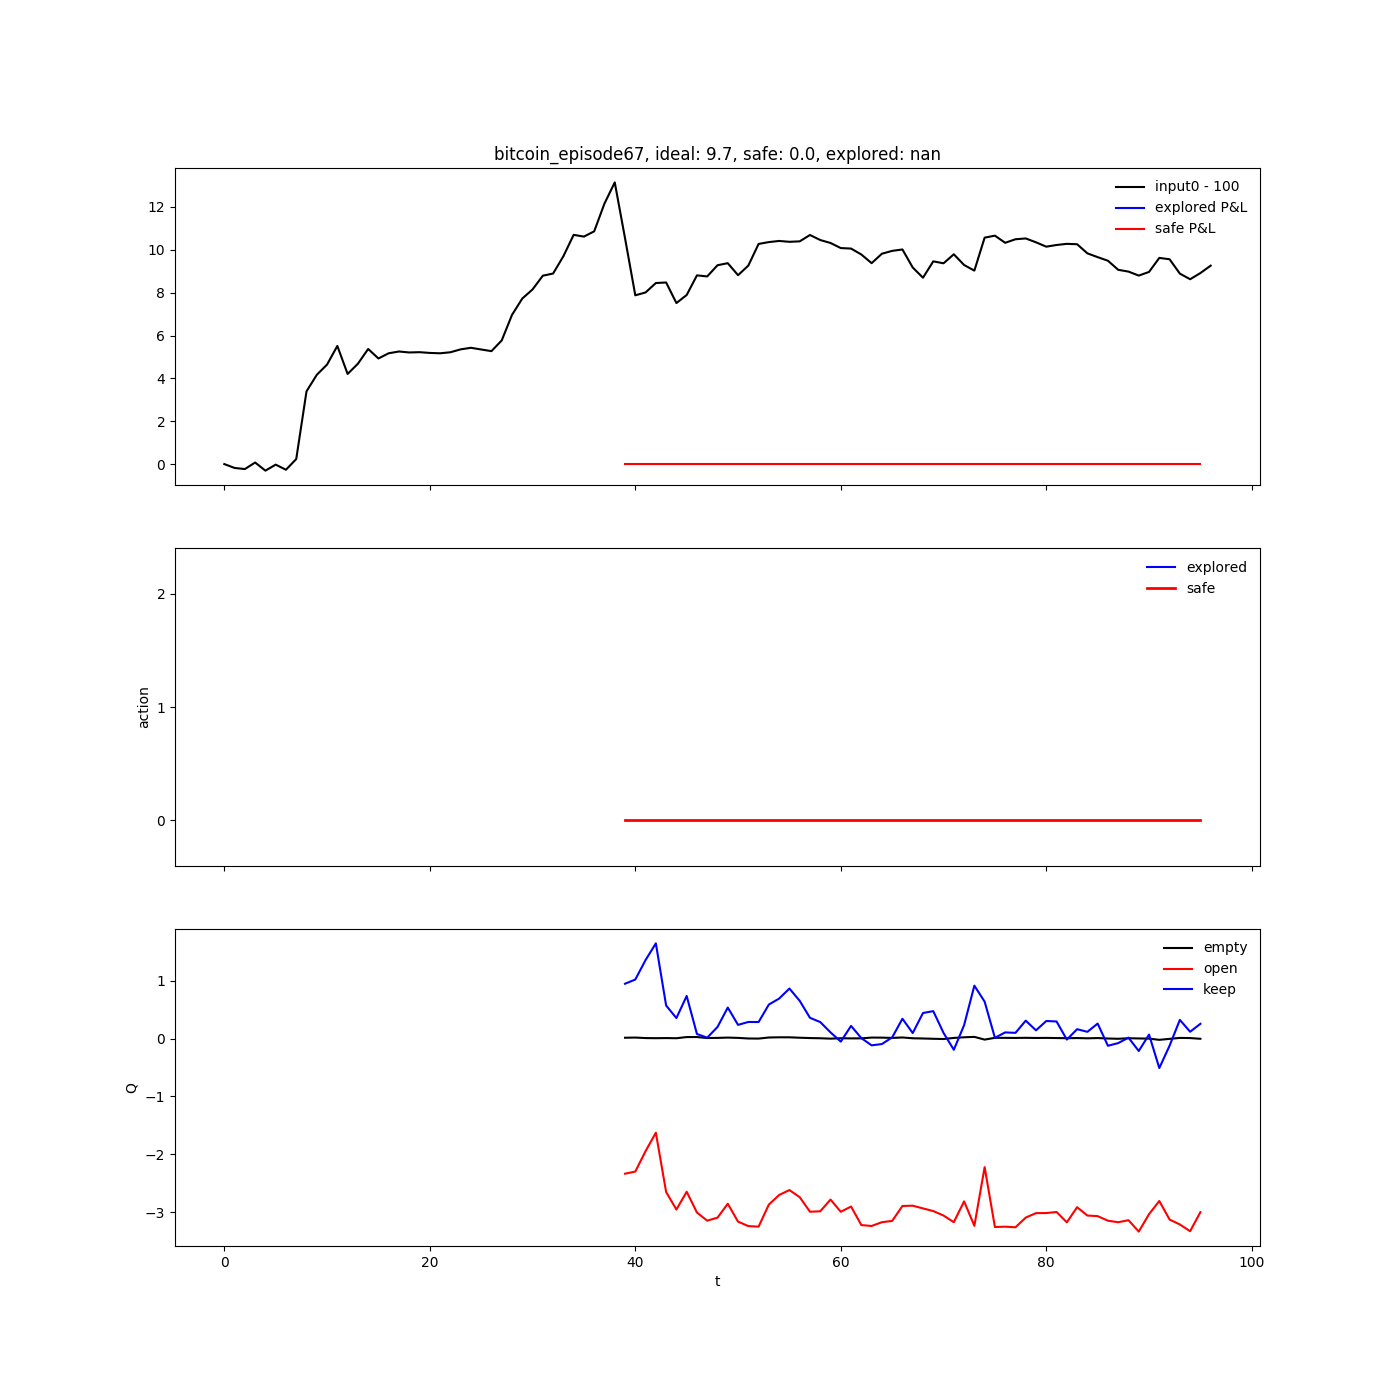 bitcoin_episode67, ideal: 9.7, safe: 0.0, explored: nan
input0 - 100
explored P&L
safe P&L
12
10
8
6
4
2
0
explored
safe
2
1
0
action
empty
open
keep
1
0
−1
−2
−3
Q
0 20 40 60 80 100
t